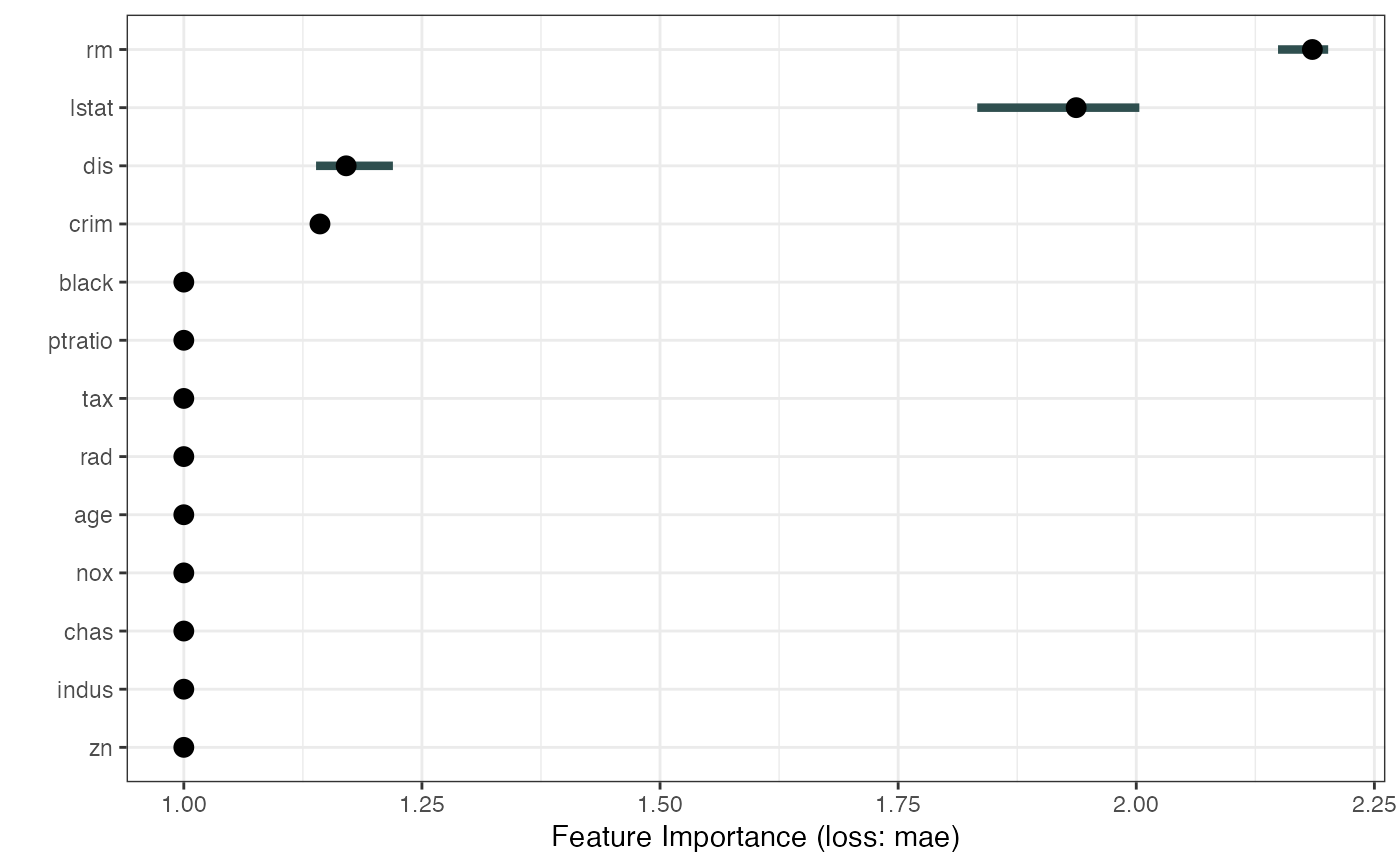 rm
lstat
dis
crim
black
ptratio
tax
rad
age
nox
chas
indus
zn
1.00 1.25 1.50 1.75 2.00 2.25
Feature Importance (loss: mae)